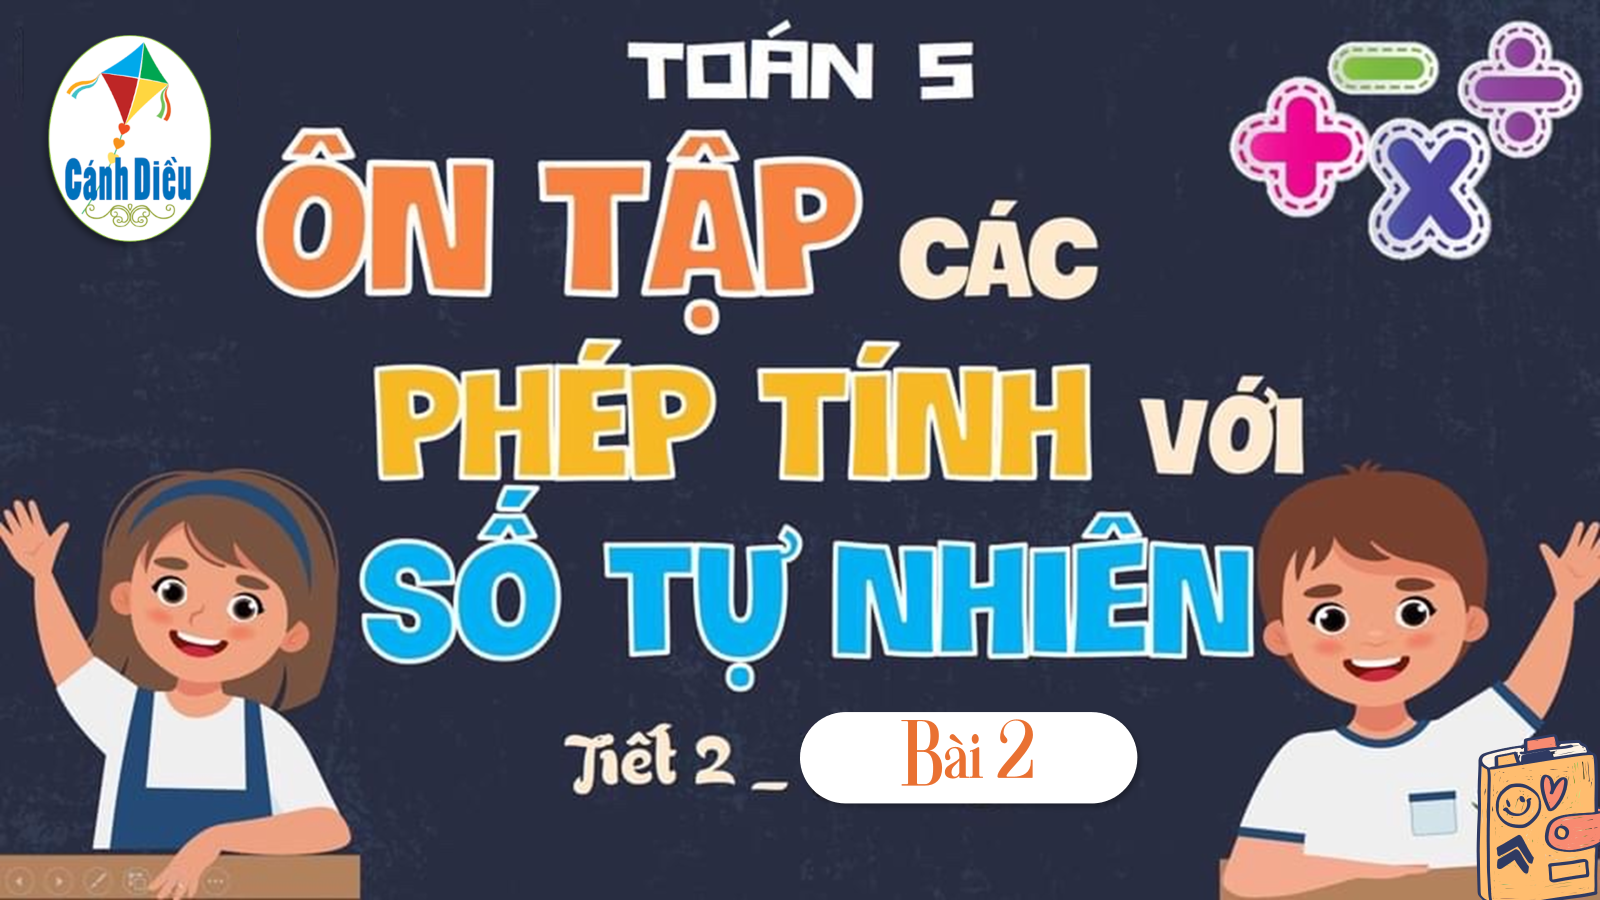 TOÁN 5
Cánh Diều
ÔN TẬP CÁC
PHÉP TÍNH VỚI
SỐ TỰ NHIÊN
Tiết 2 _ Bài 2